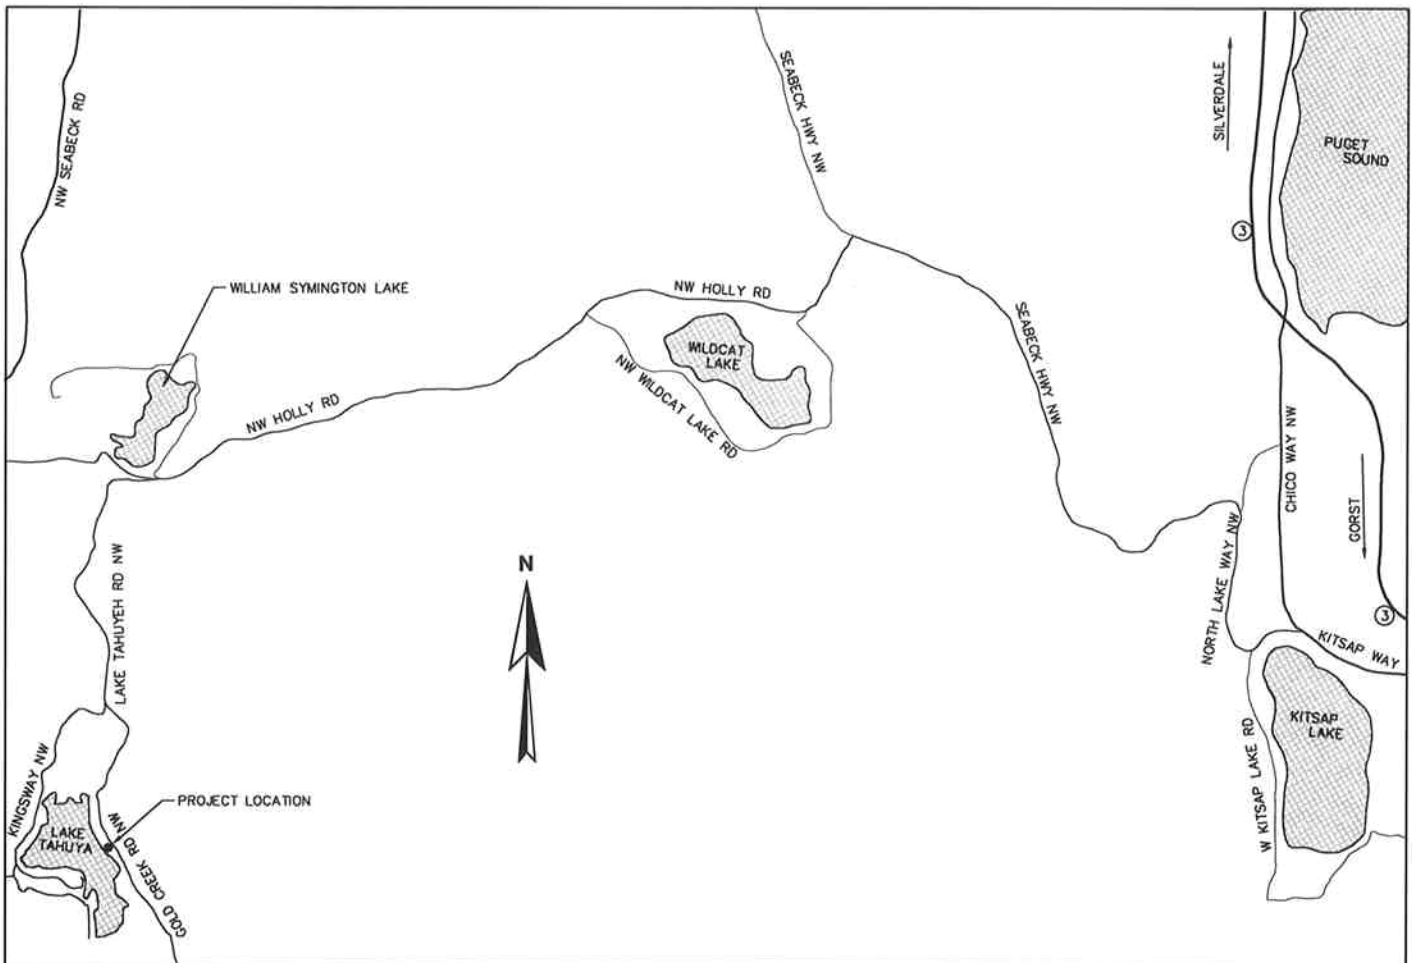 NW SEABECK RD
SEABECK HWY NW
SILVERDALE
PUGET
SOUND
3
WILLIAM SYMINGTON LAKE
NW HOLLY RD
WILDCAT
LAKE
NW WILDCAT LAKE RD
NW HOLLY RD
SEABECK HWY NW
CHICO WAY NW
GORST
NORTH LAKE WAY NW
3
KITSAP WAY
LAKE TAHUYEH RD NW
N
KITSAP
LAKE
W KITSAP LAKE RD
KINGSWAY NW
PROJECT LOCATION
LAKE
TAHUYA
GOLD CREEK RD NW